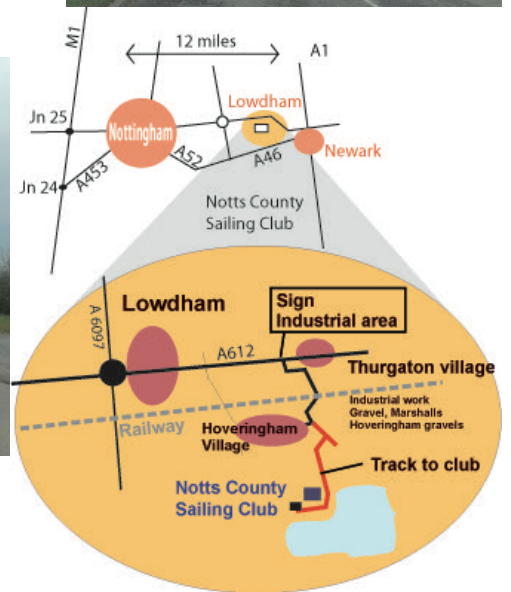 M1
12 miles
A1
Lowdham
Jn 25
Nottingham
Newark
A52
A46
A453
Jn 24
Notts County
Sailing Club
A 6097
Lowdham
Sign
Industrial area
A612
Thurgaton village
Industrial work
Gravel, Marshalls
Hoveringham gravels
Railway
Hoveringham
Village
Track to club
Notts County
Sailing Club